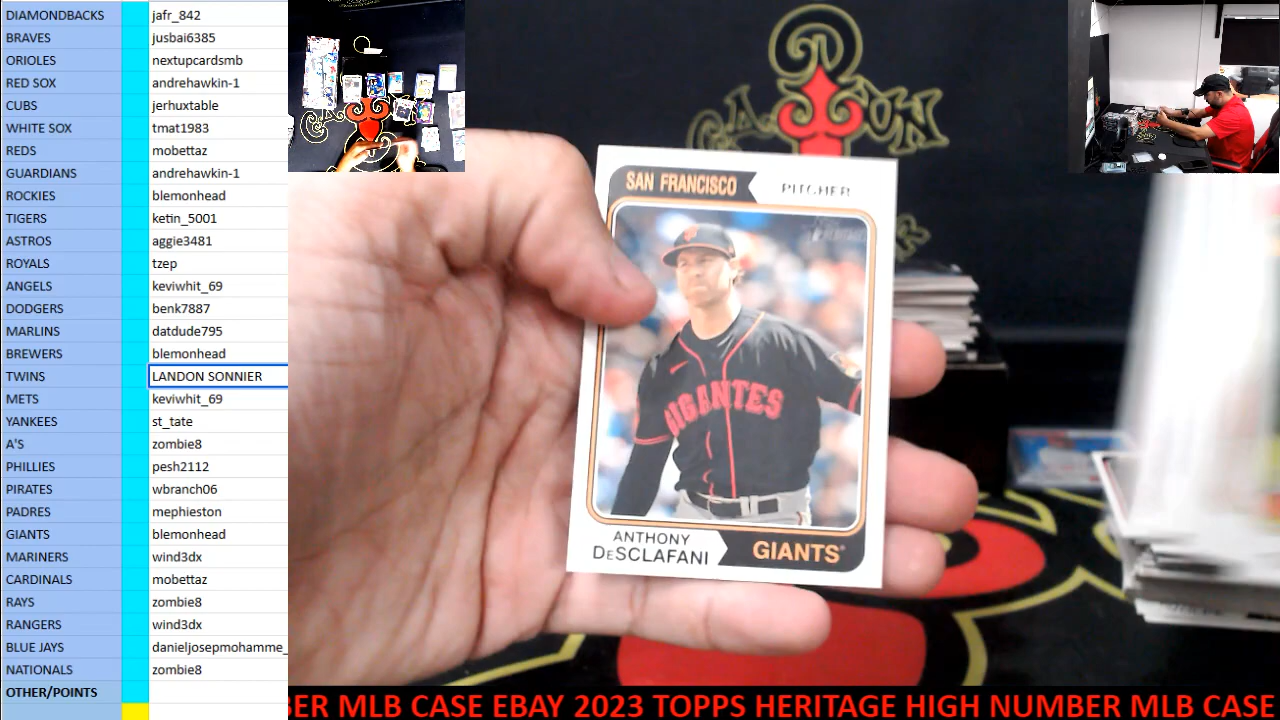 DIAMONDBACKS jafr_842
BRAVES jusbai6385
ORIOLES nextupcardsmb
RED SOX andrehawkin-1
CUBS jerhuxtable
WHITE SOX tmat1983
REDS mobettaz
GUARDIANS andrehawkin-1
ROCKIES blemonhead
TIGERS ketin_5001
ASTROS aggie3481
ROYALS tzep
ANGELS keviwhit_69
DODGERS benk7887
MARLINS datdude795
BREWERS blemonhead
TWINS LANDON SONNIER
METS keviwhit_69
YANKEES st_tate
A'S zombie8
PHILLIES pesh2112
PIRATES wbranch06
PADRES mephieston
GIANTS blemonhead
MARINERS wind3dx
CARDINALS mobettaz
RAYS zombie8
RANGERS wind3dx
BLUE JAYS danieljosepmohamme_
NATIONALS zombie8
OTHER/POINTS
SAN FRANCISCO PITCHER
GIGANTES
ANTHONY
DeSCLAFANI
GIANTS
BER MLB CASE EBAY 2023 TOPPS HERITAGE HIGH NUMBER MLB CASE